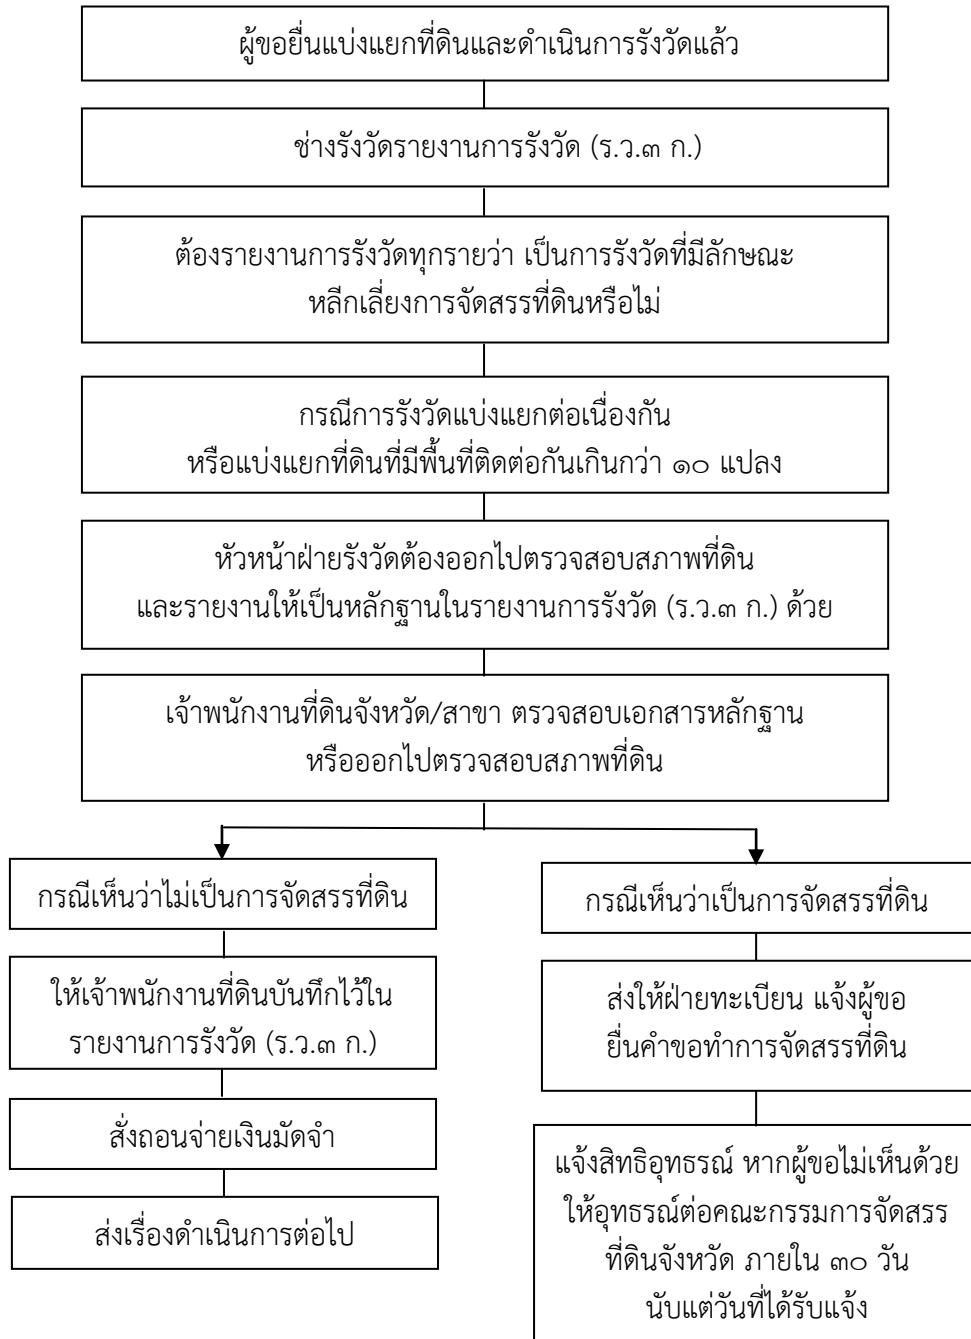 ผู้ขอยื่นแบ่งแยกที่ดินและดำเนินการรังวัดแล้ว
ช่างรังวัดรายงานการรังวัด (ร.ว.๓ ก.)
ต้องรายงานการรังวัดทุกรายว่า เป็นการรังวัดที่มีลักษณะ
หลีกเลี่ยงการจัดสรรที่ดินหรือไม่
กรณีการรังวัดแบ่งแยกต่อเนื่องกัน
หรือแบ่งแยกที่ดินที่มีพื้นที่ติดต่อกันเกินกว่า ๑๐ แปลง
หัวหน้าฝ่ายรังวัดต้องออกไปตรวจสอบสภาพที่ดิน
และรายงานให้เป็นหลักฐานในรายงานการรังวัด (ร.ว.๓ ก.) ด้วย
เจ้าพนักงานที่ดินจังหวัด/สาขา ตรวจสอบเอกสารหลักฐาน
หรือออกไปตรวจสอบสภาพที่ดิน
กรณีเห็นว่าไม่เป็นการจัดสรรที่ดิน
ให้เจ้าพนักงานที่ดินบันทึกไว้ใน
รายงานการรังวัด (ร.ว.๓ ก.)
สั่งถอนจ่ายเงินมัดจำ
ส่งเรื่องดำเนินการต่อไป
กรณีเห็นว่าเป็นการจัดสรรที่ดิน
ส่งให้ฝ่ายทะเบียน แจ้งผู้ขอ
ยื่นคำขอทำการจัดสรรที่ดิน
แจ้งสิทธิอุทธรณ์ หากผู้ขอไม่เห็นด้วย
ให้อุทธรณ์ต่อคณะกรรมการจัดสรร
ที่ดินจังหวัด ภายใน ๓๐ วัน
นับแต่วันที่ได้รับแจ้ง